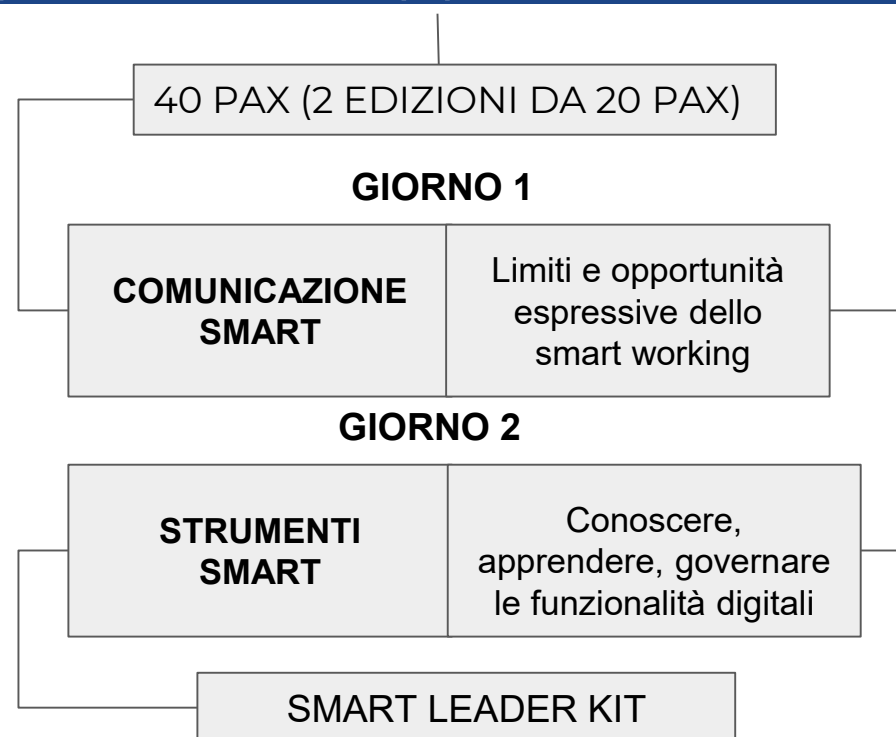 40 PAX (2 EDIZIONI DA 20 PAX)
GIORNO 1
COMUNICAZIONE
SMART
Limiti e opportunità
espressive dello
smart working
GIORNO 2
STRUMENTI
SMART
Conoscere,
apprendere, governare
le funzionalità digitali
SMART LEADER KIT